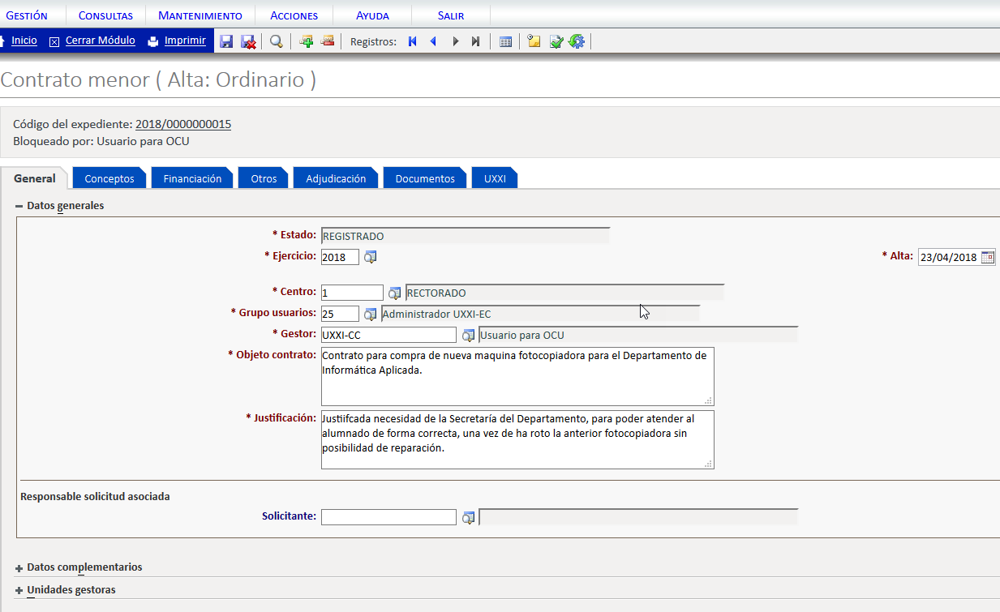 Gestión Consultas Mantenimiento Acciones Ayuda Salir
Inicio Cerrar Módulo Imprimir Registros:
Contrato menor ( Alta: Ordinario )
Código del expediente: 2018/0000000015
Bloqueado por: Usuario para OCU
General Conceptos Financiación Otros Adjudicación Documentos UXXI
Datos generales
* Estado: REGISTRADO
* Ejercicio: 2018 * Alta: 23/04/2018
* Centro: 1 RECTORADO
* Grupo usuarios: 25 Administrador UXXI-EC
* Gestor: UXXI-CC Usuario para OCU
* Objeto contrato: Contrato para compra de nueva maquina fotocopiadora para el Departamento de
Informática Aplicada.
* Justificación: Justiifcada necesidad de la Secretaría del Departamento, para poder atender al
alumnado de forma correcta, una vez de ha roto la anterior fotocopiadora sin
posibilidad de reparación.
Responsable solicitud asociada
Solicitante:
Datos complementarios
Unidades gestoras